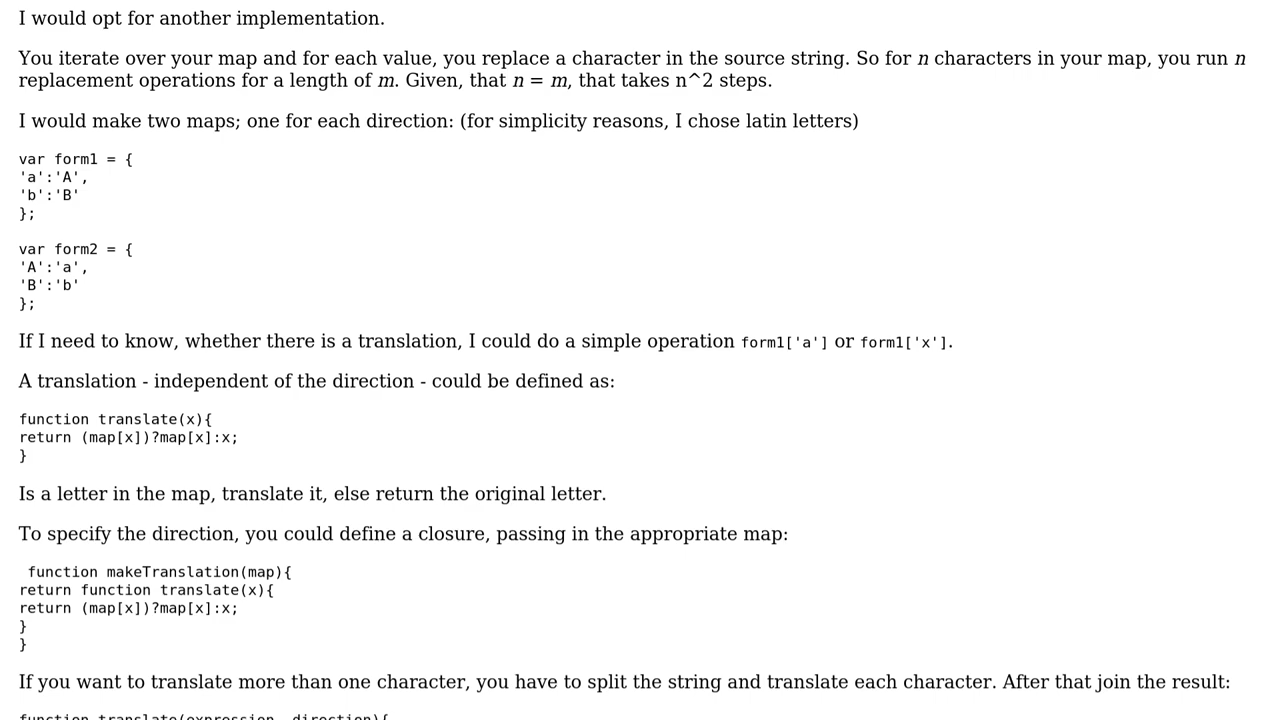 I would opt for another implementation.
You iterate over your map and for each value, you replace a character in the source string. So for n characters in your map, you run n
replacement operations for a length of m. Given, that n = m, that takes n^2 steps.
I would make two maps; one for each direction: (for simplicity reasons, I chose latin letters)
var form1 = {
'a':'A',
'b':'B'
};
var form2 = {
'A':'a',
'B':'b'
};
If I need to know, whether there is a translation, I could do a simple operation form1['a'] or form1['x'].
A translation - independent of the direction - could be defined as:
function translate(x){
return (map[x])?map[x]:x;
}
Is a letter in the map, translate it, else return the original letter.
To specify the direction, you could define a closure, passing in the appropriate map:
function makeTranslation(map){
return function translate(x){
return (map[x])?map[x]:x;
}
}
If you want to translate more than one character, you have to split the string and translate each character. After that join the result:
function translate(expression, direction){